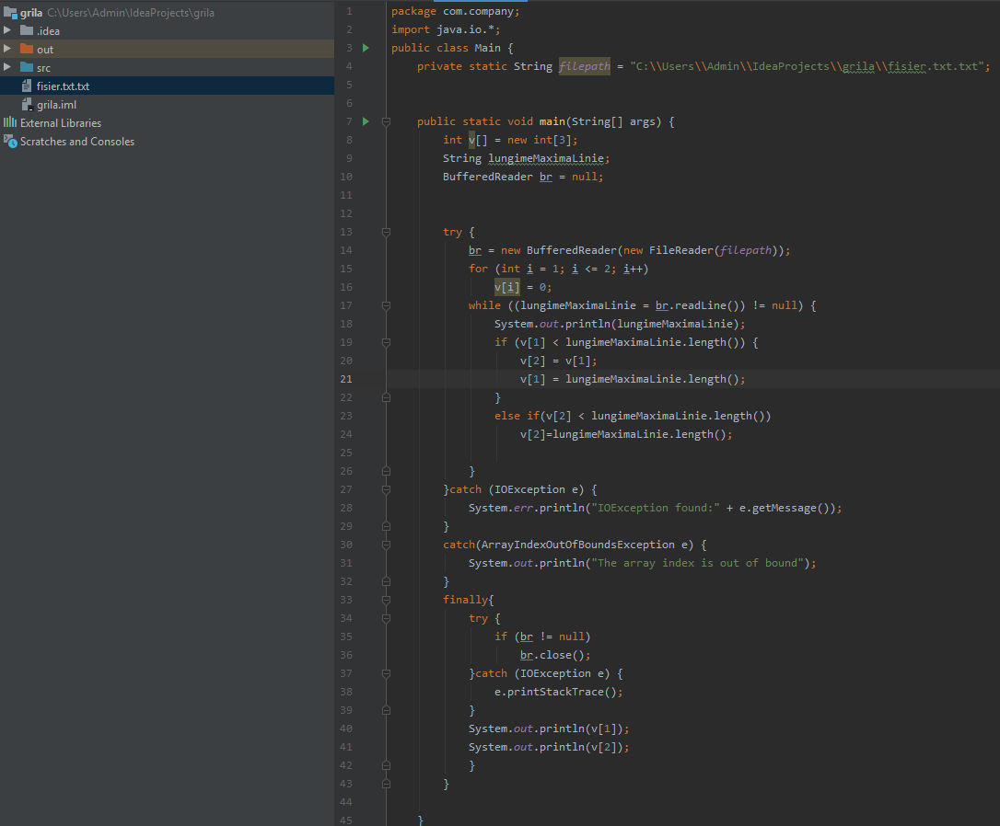 grila C:\Users\Admin\IdeaProjects\grila
.idea
out
src
fisier.txt.txt
grila.iml
External Libraries
Scratches and Consoles
1 package com.company;
2 import java.io.*;
3 public class Main {
4 private static String filepath = "C:\\Users\\Admin\\IdeaProjects\\grila\\fisier.txt.txt";
5
6
7 public static void main(String[] args) {
8 int v[] = new int[3];
9 String lungimeMaximaLinie;
10 BufferedReader br = null;
11
12
13 try {
14 br = new BufferedReader(new FileReader(filepath));
15 for (int i = 1; i <= 2; i++)
16 v[i] = 0;
17 while ((lungimeMaximaLinie = br.readLine()) != null) {
18 System.out.println(lungimeMaximaLinie);
19 if (v[1] < lungimeMaximaLinie.length()) {
20 v[2] = v[1];
21 v[1] = lungimeMaximaLinie.length();
22 }
23 else if(v[2] < lungimeMaximaLinie.length())
24 v[2]=lungimeMaximaLinie.length();
25
26 }
27 }catch (IOException e) {
28 System.err.println("IOException found:" + e.getMessage());
29 }
30 catch(ArrayIndexOutOfBoundsException e) {
31 System.out.println("The array index is out of bound");
32 }
33 finally{
34 try {
35 if (br != null)
36 br.close();
37 }catch (IOException e) {
38 e.printStackTrace();
39 }
40 System.out.println(v[1]);
41 System.out.println(v[2]);
42 }
43 }
44
45 }